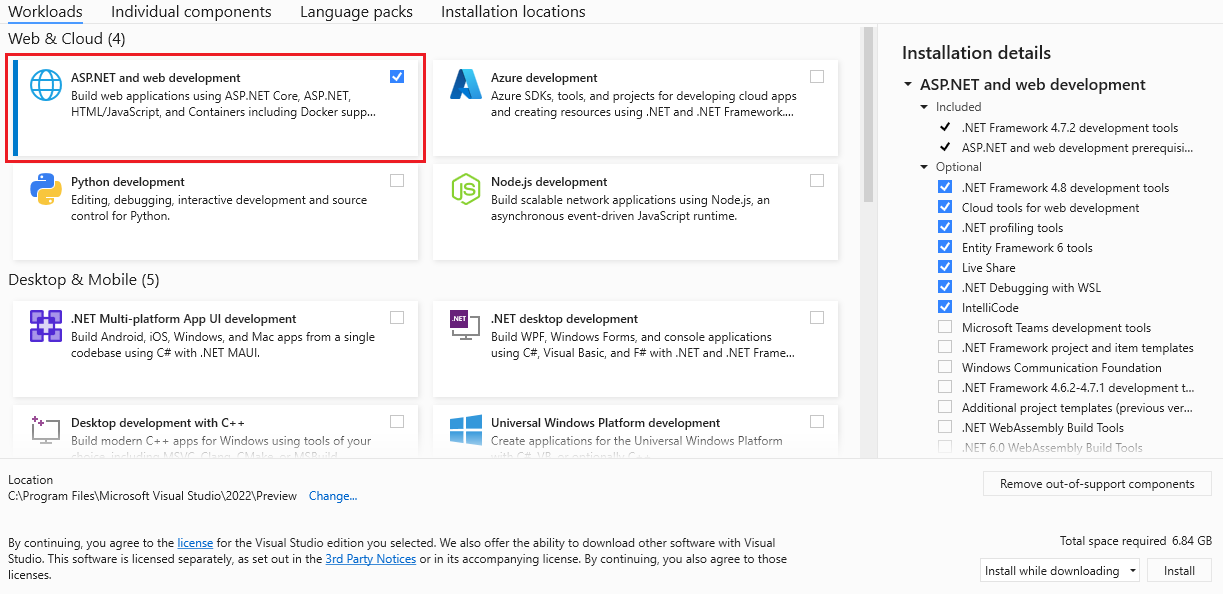 Workloads Individual components Language packs Installation locations
Web & Cloud (4)
ASP.NET and web development
Build web applications using ASP.NET Core, ASP.NET,
HTML/JavaScript, and Containers including Docker supp...
Azure development
Azure SDKs, tools, and projects for developing cloud apps
and creating resources using .NET and .NET Framework....
Python development
Editing, debugging, interactive development and source
control for Python.
JS
Node.js development
Build scalable network applications using Node.js, an
asynchronous event-driven JavaScript runtime.
Desktop & Mobile (5)
.NET Multi-platform App UI development
Build Android, iOS, Windows, and Mac apps from a single
codebase using C# with .NET MAUI.
.NET
.NET desktop development
Build WPF, Windows Forms, and console applications
using C#, Visual Basic, and F# with .NET and .NET Frame...
Desktop development with C++
Build modern C++ apps for Windows using tools of your
choice, including MSVC, Clang, CMake, or MSBuild.
Universal Windows Platform development
Create applications for the Universal Windows Platform
with C#, VB, or optionally C++.
Installation details
ASP.NET and web development
Included
.NET Framework 4.7.2 development tools
ASP.NET and web development prerequisi...
Optional
.NET Framework 4.8 development tools
Cloud tools for web development
.NET profiling tools
Entity Framework 6 tools
Live Share
.NET Debugging with WSL
IntelliCode
Microsoft Teams development tools
.NET Framework project and item templates
Windows Communication Foundation
.NET Framework 4.6.2-4.7.1 development t...
Additional project templates (previous ver...
.NET WebAssembly Build Tools
.NET 6.0 WebAssembly Build Tools
Location
C:\Program Files\Microsoft Visual Studio\2022\Preview Change...
Remove out-of-support components
By continuing, you agree to the license for the Visual Studio edition you selected. We also offer the ability to download other software with Visual
Studio. This software is licensed separately, as set out in the 3rd Party Notices or in its accompanying license. By continuing, you also agree to those
licenses.
Total space required 6.84 GB
Install while downloading Install